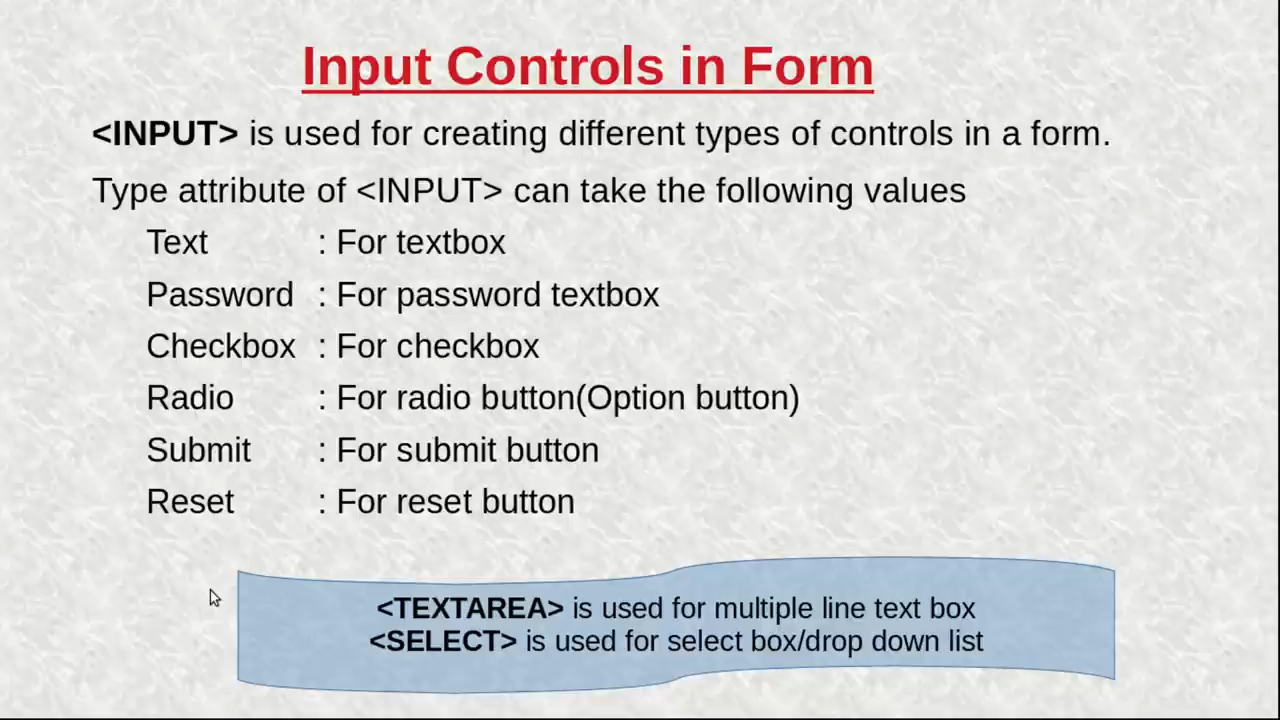 Input Controls in Form
<INPUT> is used for creating different types of controls in a form.
Type attribute of <INPUT> can take the following values
Text : For textbox
Password : For password textbox
Checkbox : For checkbox
Radio : For radio button(Option button)
Submit : For submit button
Reset : For reset button
<TEXTAREA> is used for multiple line text box
<SELECT> is used for select box/drop down list